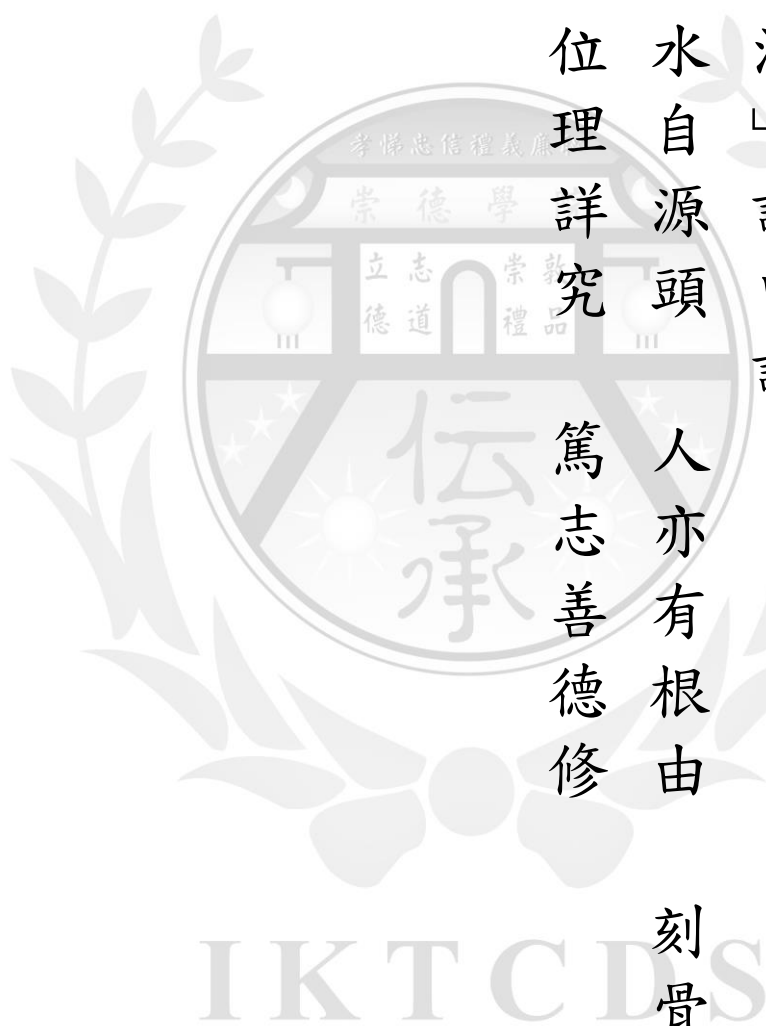 水自源頭　人亦有根由　刻骨
位理詳究　篤志善德修
孝悌忠信禮義廉
崇德學
敦品
崇禮
志道
立德
伝承
IKTCDS